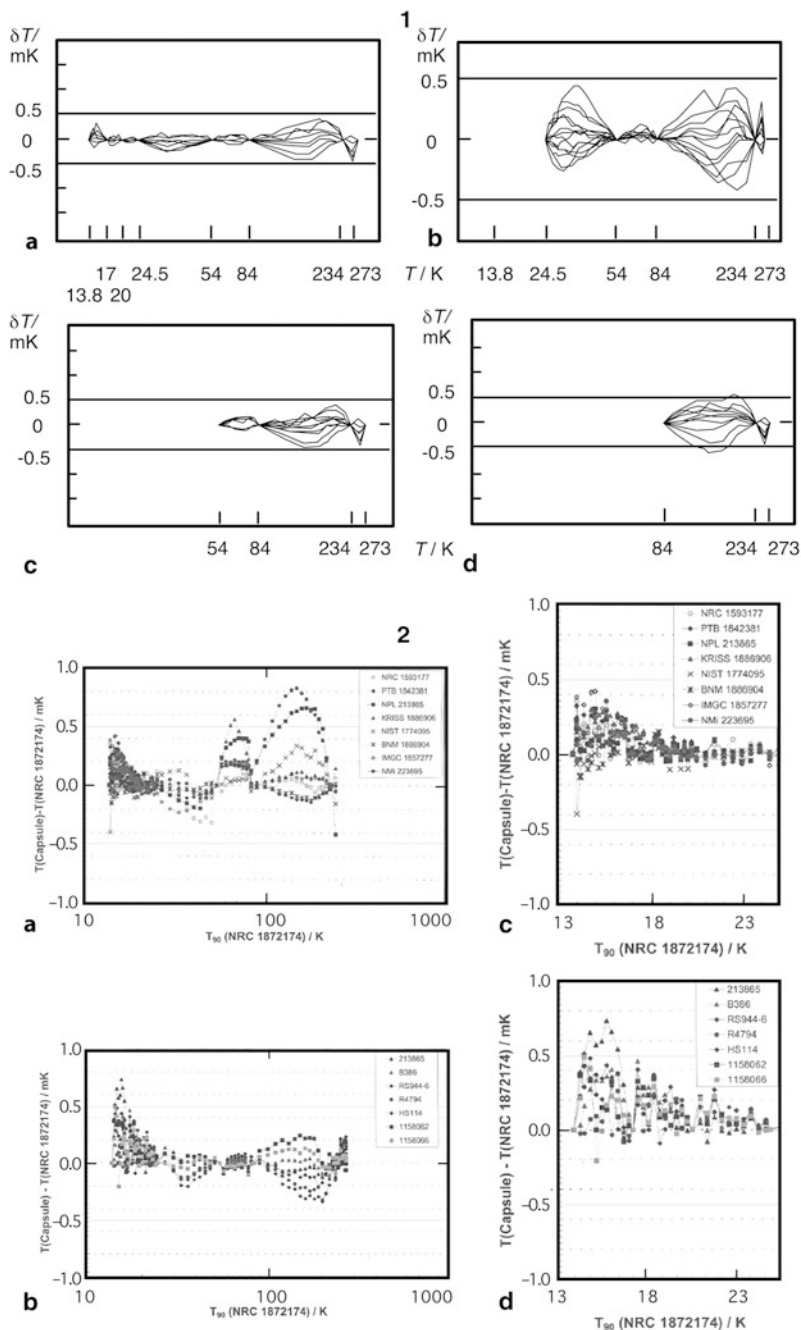 1
δT/
mK
0.5
0
-0.5
a
17 24.5 54 84 234 273 T / K
13.8 20
δT/
mK
0.5
-0.5
b
13.8 24.5 54 84 234 273
δT/
mK
0.5
0
-0.5
c
54 84 234 273 T / K
δT/
mK
0.5
0
-0.5
d
84 234 273
2
1.0
0.5
0.0
–0.5
–1.0
10 100 1000
T(Capsule)-T(NRC 1872174) / mK
NRC 1593177
PTB 1842381
NPL 213865
KRISS 1886906
NIST 1774095
BNM 1886904
IMGC 1857277
NMi 223695
a
T₉₀ (NRC 1872174) / K
1.0
0.5
0.0
–0.5
–1.0
13 18 23
T(Capsule)-T(NRC 1872174) / mK
NRC 1593177
PTB 1842381
NPL 213865
KRISS 1886906
NIST 1774095
BNM 1886904
IMGC 1857277
NMi 223695
c
T₉₀ (NRC 1872174) / K
1.0
0.5
0.0
–0.5
–1.0
10 100 1000
T(Capsule) - T(NRC 1872174) / mK
213865
B386
RS944-6
R4794
HS114
1158062
1158066
b
T₉₀ (NRC 1872174) / K
1.0
0.5
0.0
–0.5
–1.0
13 18 23
T(Capsule) - T(NRC 1872174) / mK
213865
B386
RS944-6
R4794
HS114
1158062
1158066
d
T₉₀ (NRC 1872174) / K